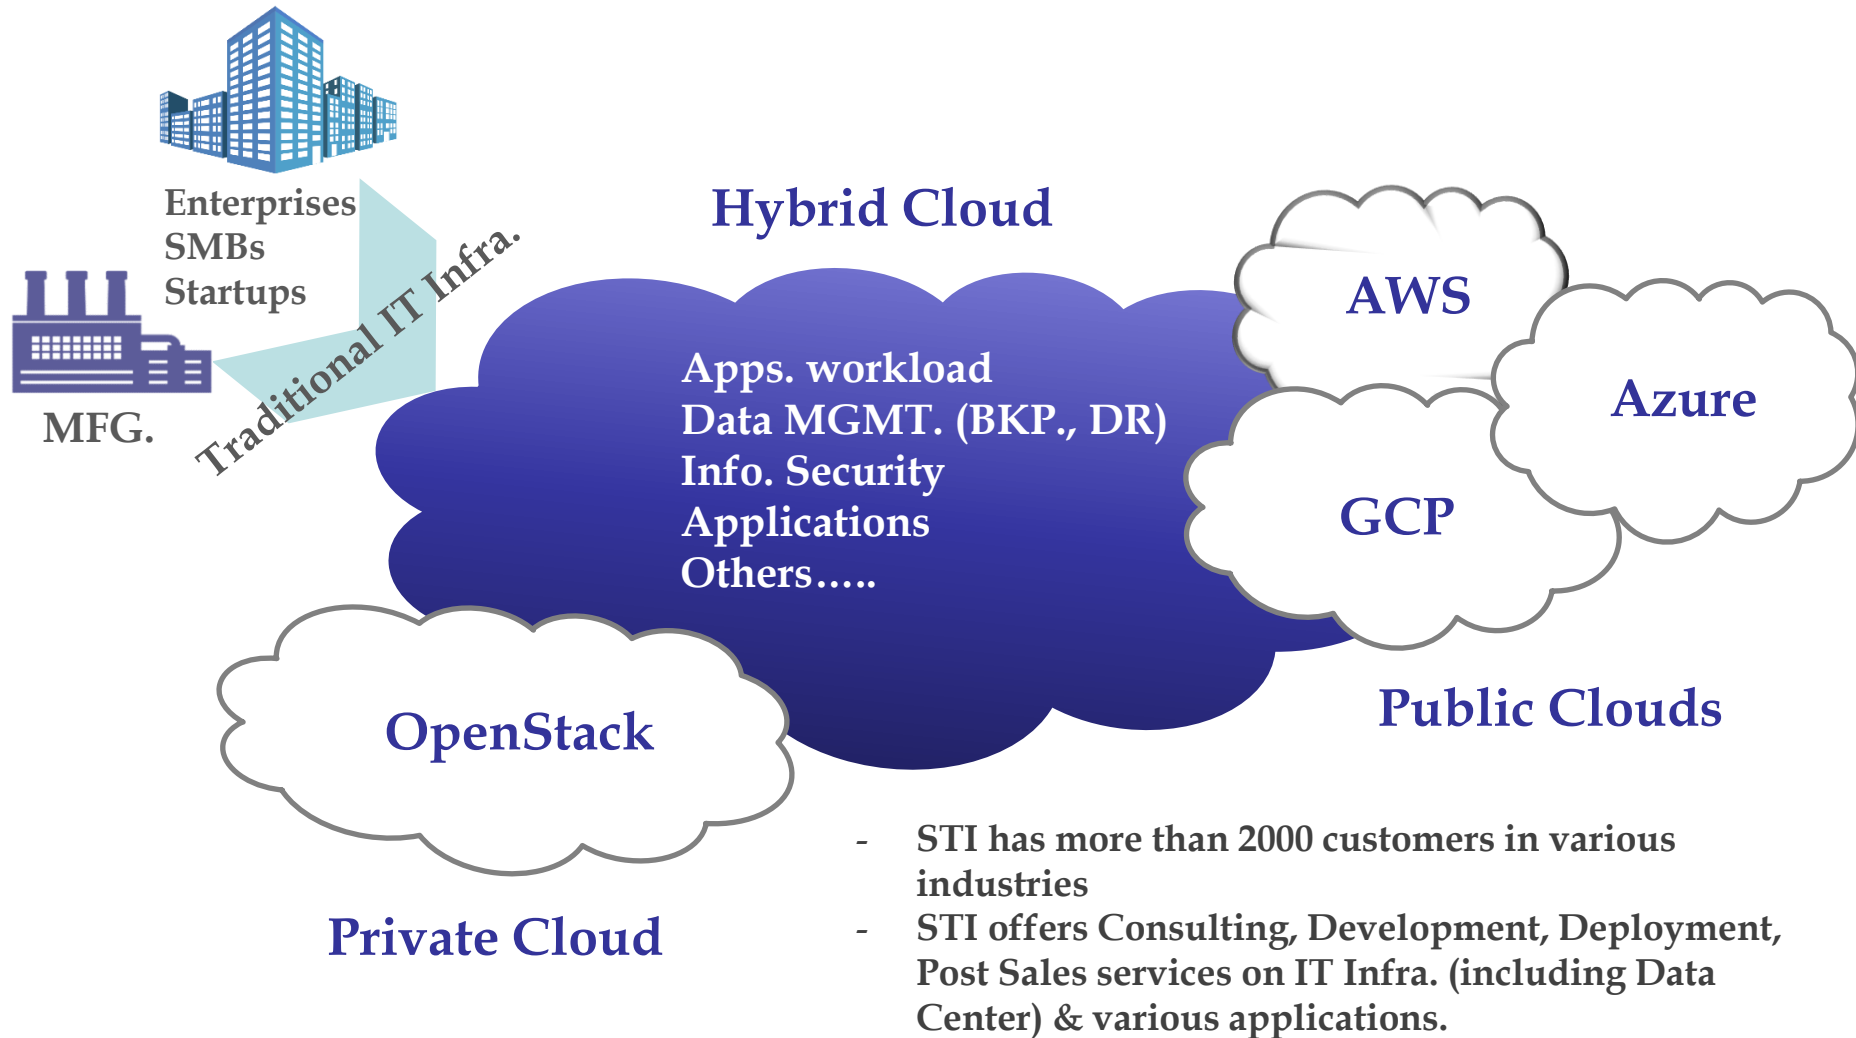 Enterprises
SMBs
Startups
MFG.
Traditional IT Infra.
Hybrid Cloud
Apps. workload
Data MGMT. (BKP., DR)
Info. Security
Applications
Others.....
AWS
Azure
GCP
Public Clouds
OpenStack
Private Cloud
- STI has more than 2000 customers in various
industries
- STI offers Consulting, Development, Deployment,
Post Sales services on IT Infra. (including Data
Center) & various applications.